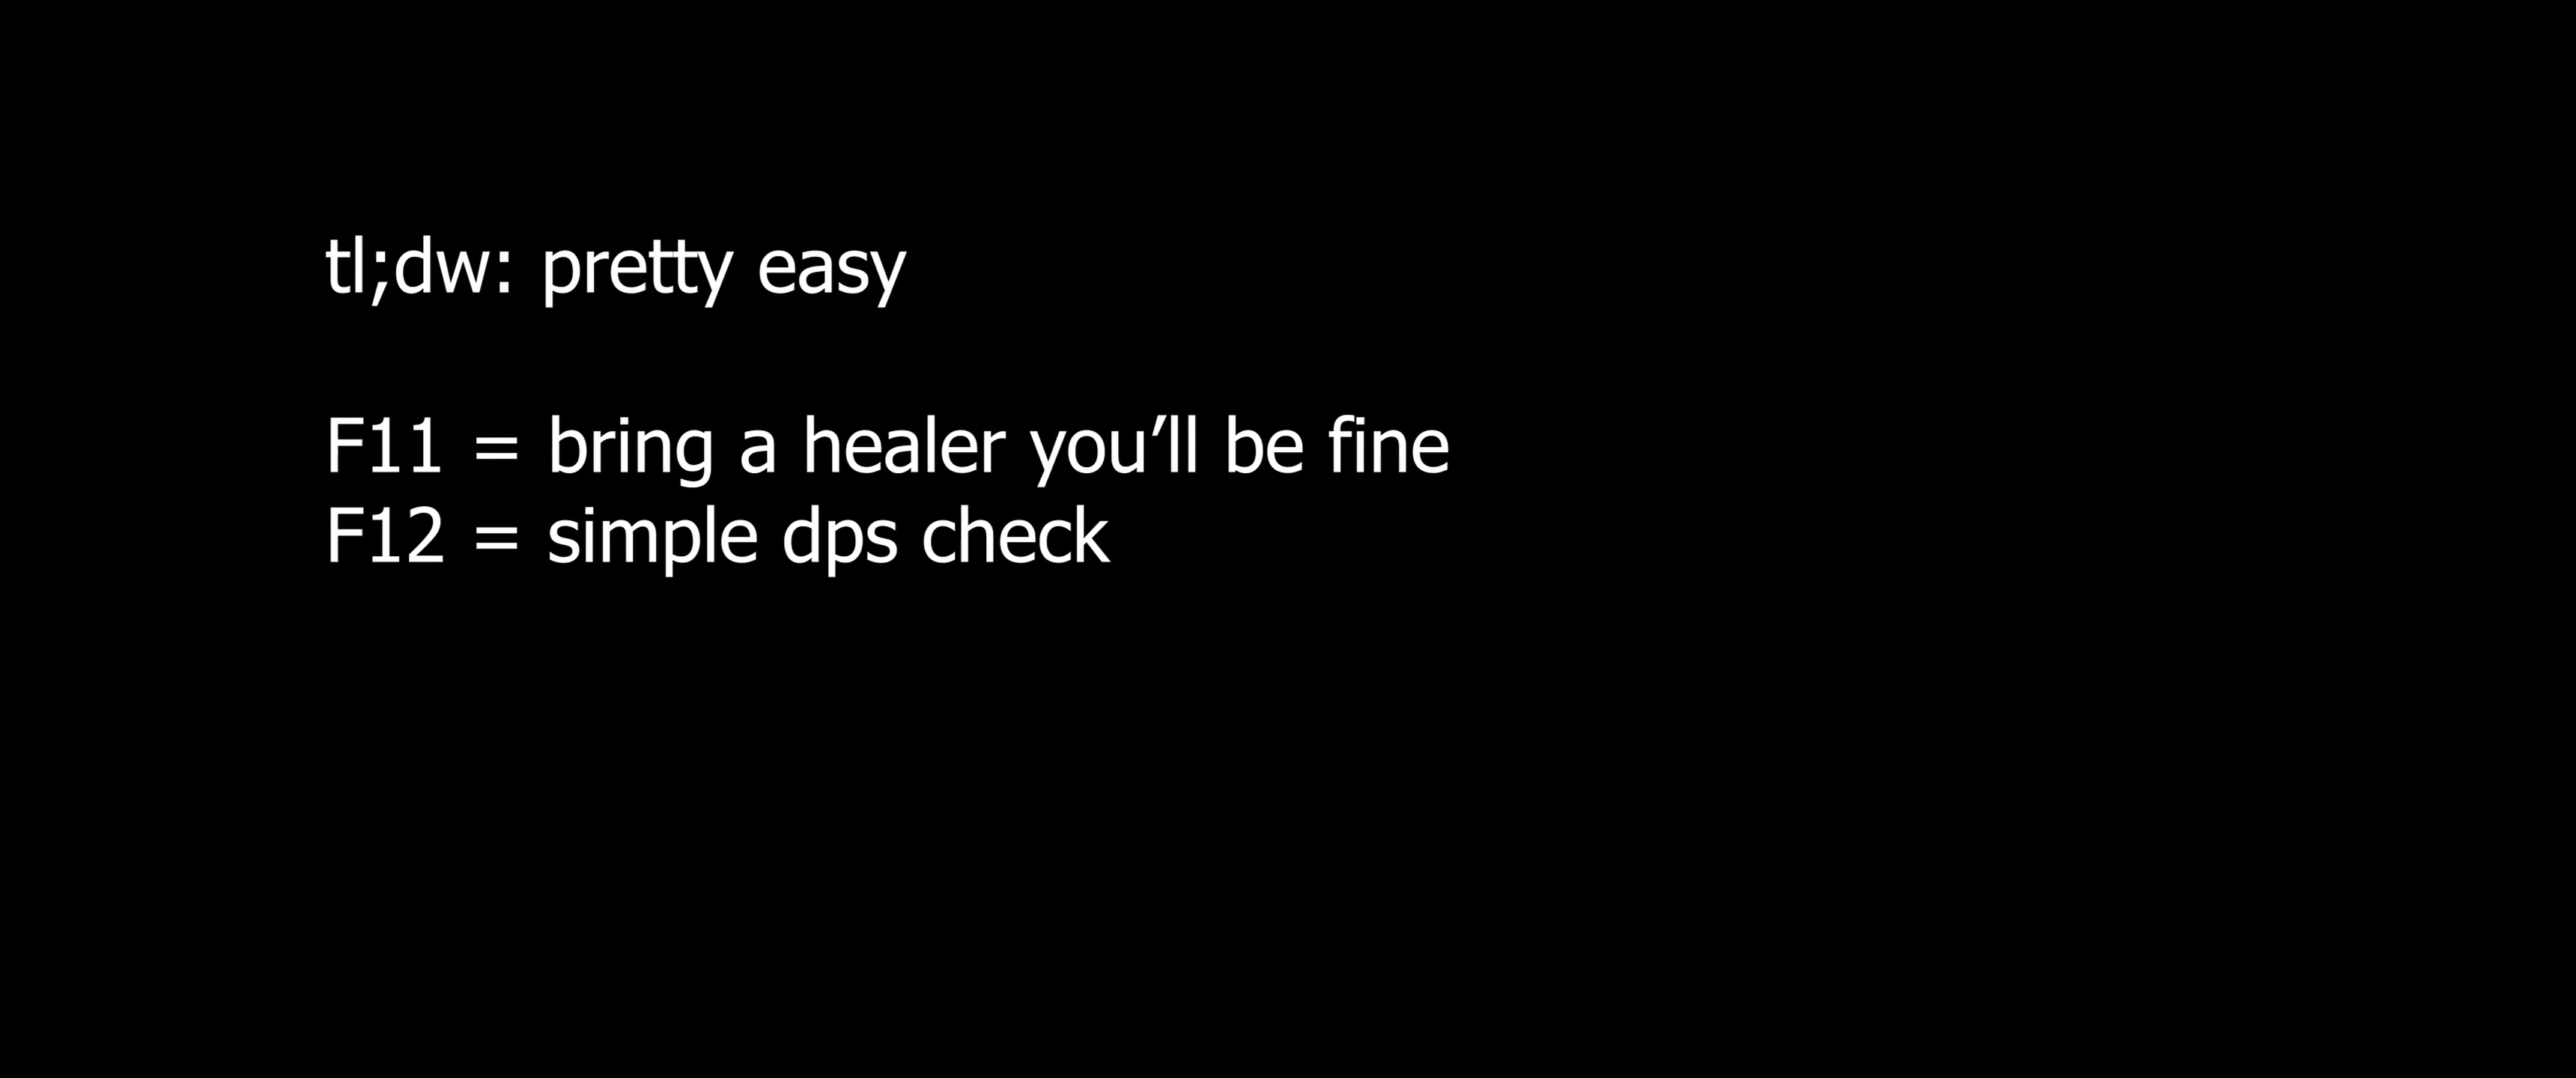 tl;dw: pretty easy
F11 = bring a healer you’ll be fine
F12 = simple dps check